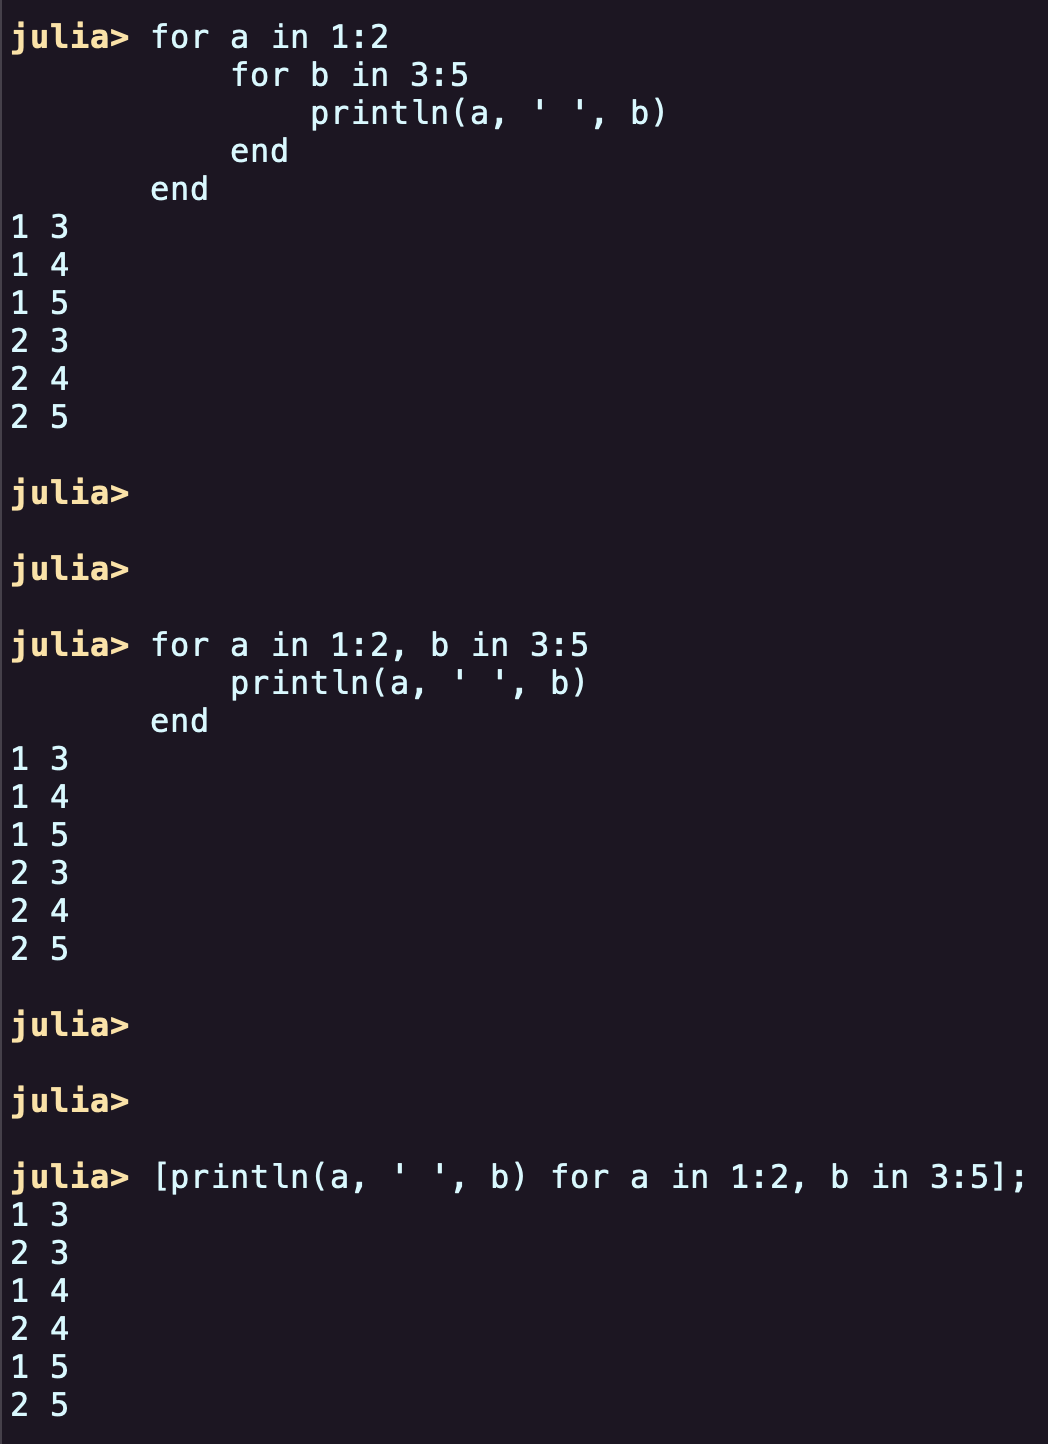 julia> for a in 1:2
           for b in 3:5
               println(a, ' ', b)
           end
       end
1 3
1 4
1 5
2 3
2 4
2 5

julia>

julia>

julia> for a in 1:2, b in 3:5
           println(a, ' ', b)
       end
1 3
1 4
1 5
2 3
2 4
2 5

julia>

julia>

julia> [println(a, ' ', b) for a in 1:2, b in 3:5];
1 3
2 3
1 4
2 4
1 5
2 5